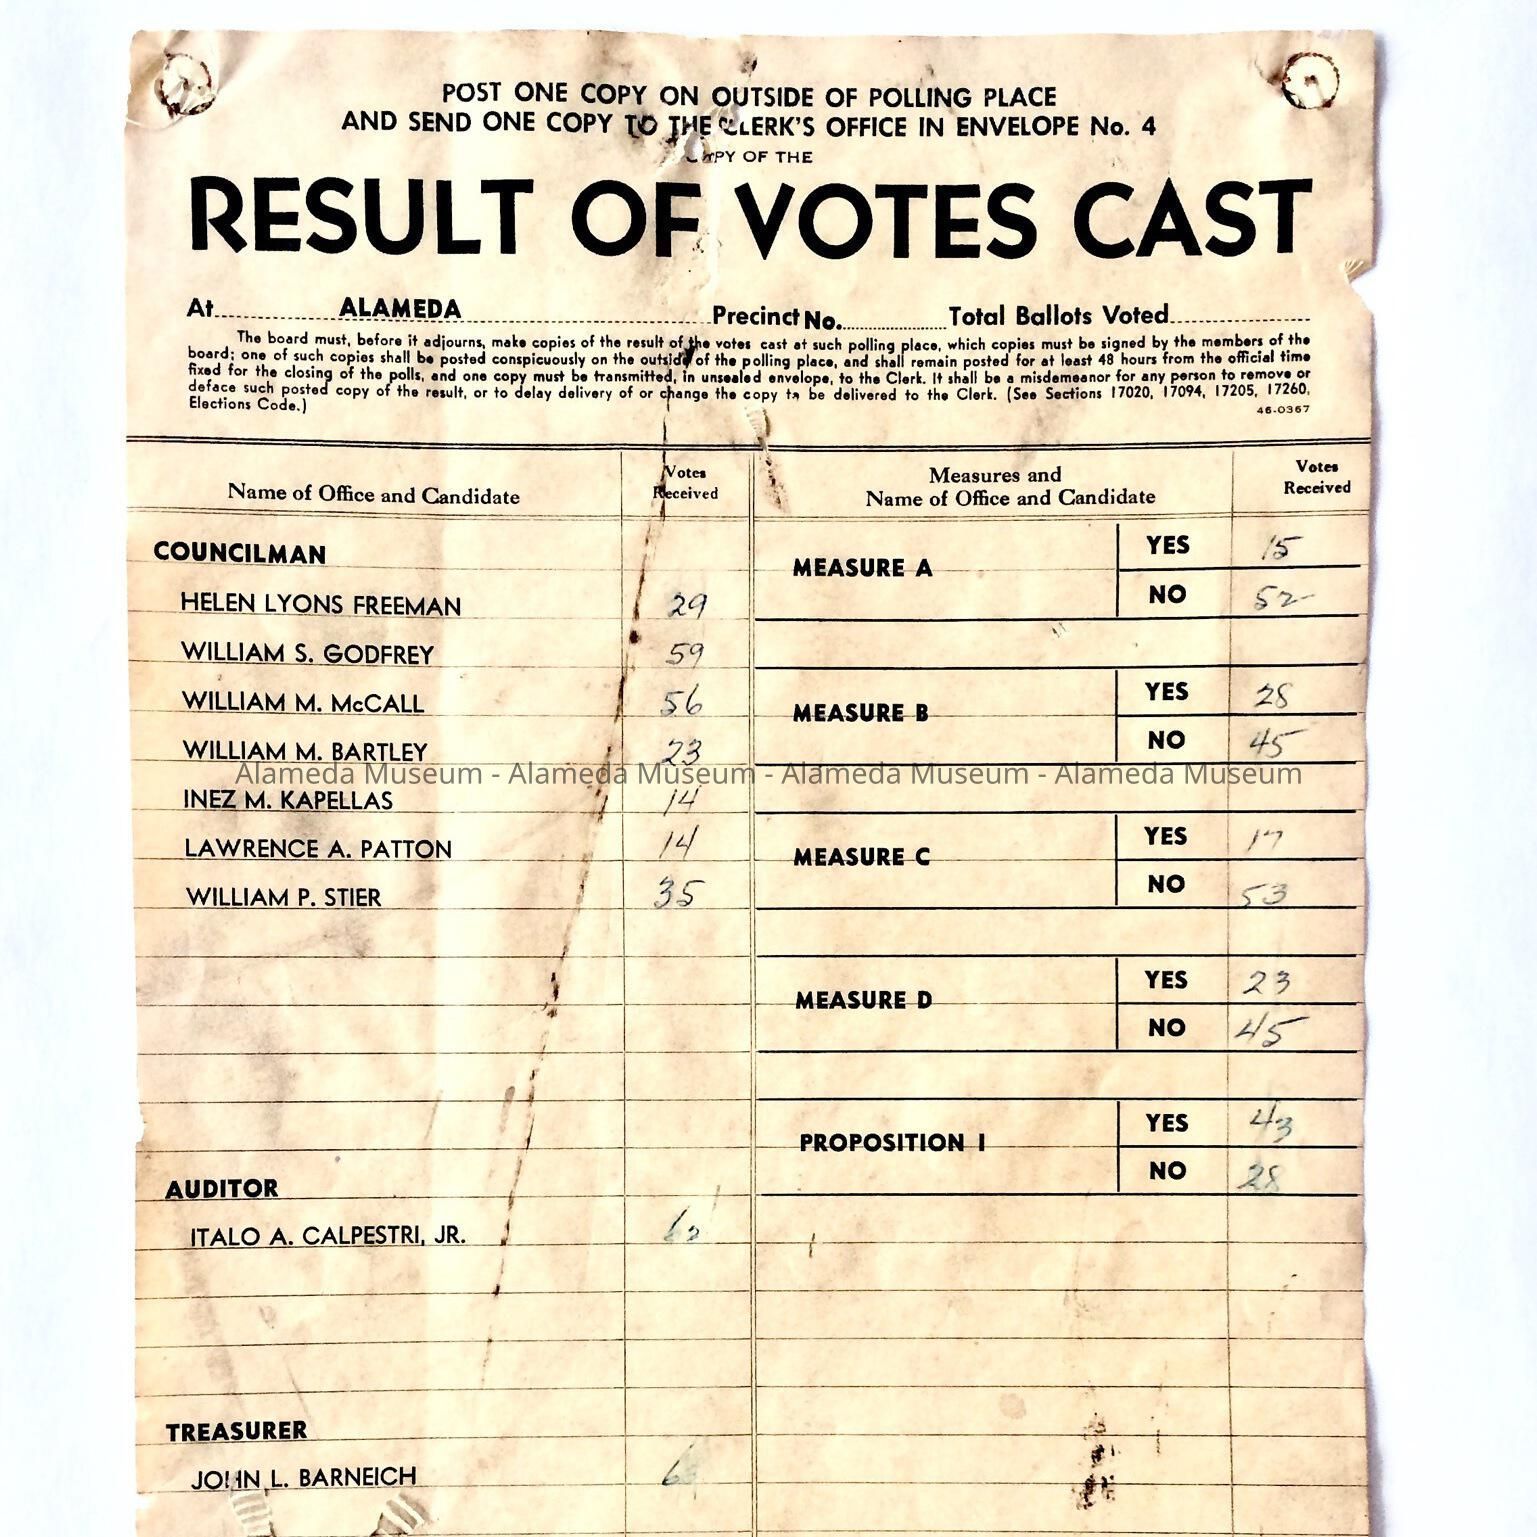 POST ONE COPY ON OUTSIDE OF POLLING PLACE
AND SEND ONE COPY TO THE CLERK'S OFFICE IN ENVELOPE No. 4
COPY OF THE
RESULT OF VOTES CAST
At ALAMEDA Precinct No. Total Ballots Voted
The board must, before it adjourns, make copies of the result of the votes cast at such polling place, which copies must be signed by the members of the
board; one of such copies shall be posted conspicuously on the outside of the polling place, and shall remain posted for at least 48 hours from the official time
fixed for the closing of the polls, and one copy must be transmitted, in unsealed envelope, to the Clerk. It shall be a misdemeanor for any person to remove or
deface such posted copy of the result, or to delay delivery of or change the copy to be delivered to the Clerk. (See Sections 17020, 17094, 17205, 17260,
Elections Code.)
46-0367
Name of Office and Candidate
Votes
Received
COUNCILMAN
HELEN LYONS FREEMAN 29
WILLIAM S. GODFREY 59
WILLIAM M. McCALL 56
WILLIAM M. BARTLEY 23
INEZ M. KAPELLAS 14
LAWRENCE A. PATTON 14
WILLIAM P. STIER 35
AUDITOR
ITALO A. CALPESTRI, JR.
TREASURER
JOHN L. BARNEICH
Measures and
Name of Office and Candidate
Votes
Received
MEASURE A
YES 15
NO 52
MEASURE B
YES 28
NO 45
MEASURE C
YES 17
NO 53
MEASURE D
YES 23
NO 45
PROPOSITION I
YES 43
NO 28
Alameda Museum - Alameda Museum - Alameda Museum - Alameda Museum